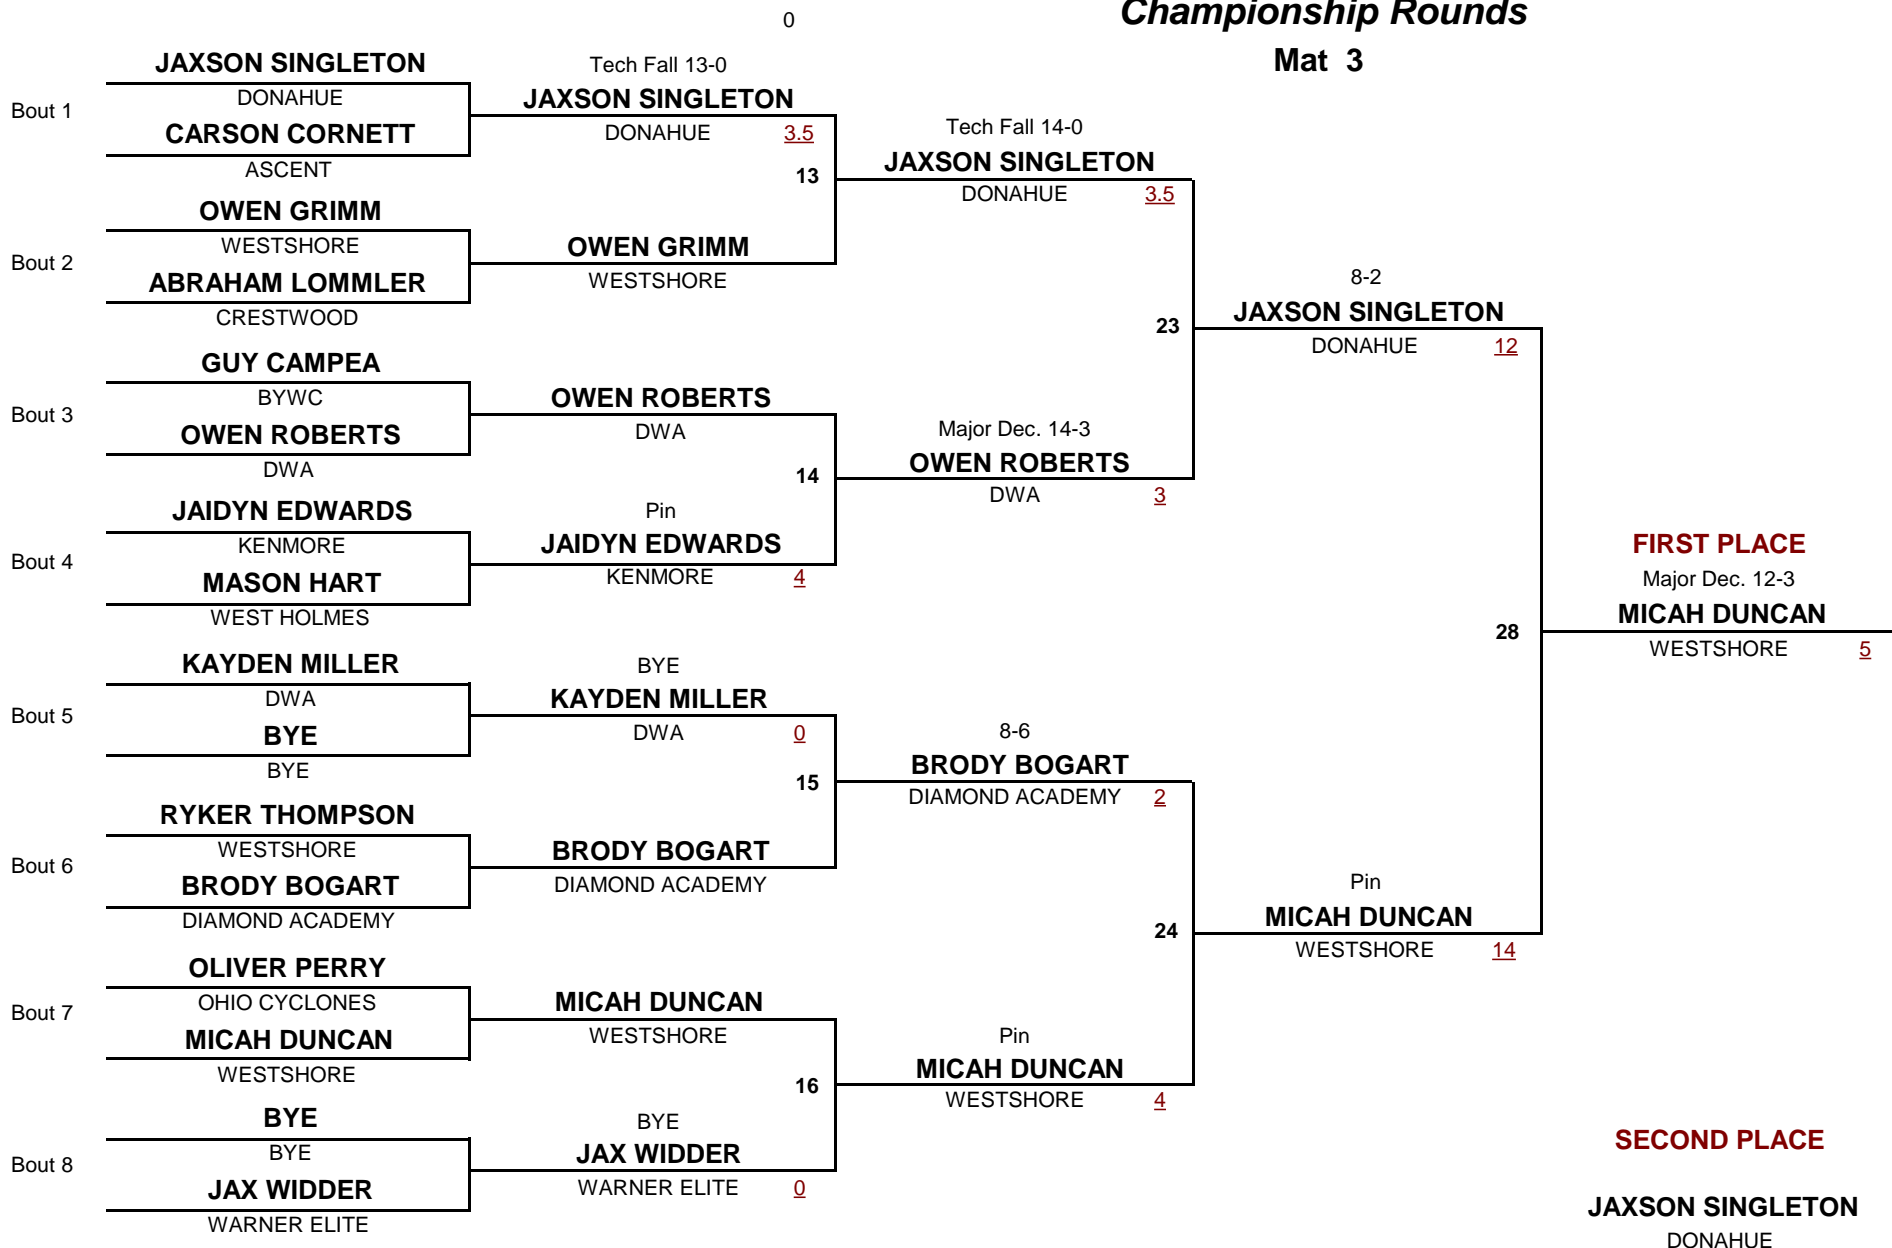 0
Championship Rounds
Mat 3
JAXSON SINGLETON
DONAHUE
Bout 1
CARSON CORNETT
ASCENT
OWEN GRIMM
WESTSHORE
Bout 2
ABRAHAM LOMMLER
CRESTWOOD
GUY CAMPEA
BYWC
Bout 3
OWEN ROBERTS
DWA
JAIDYN EDWARDS
KENMORE
Bout 4
MASON HART
WEST HOLMES
KAYDEN MILLER
DWA
Bout 5
BYE
BYE
RYKER THOMPSON
WESTSHORE
Bout 6
BRODY BOGART
DIAMOND ACADEMY
OLIVER PERRY
OHIO CYCLONES
Bout 7
MICAH DUNCAN
WESTSHORE
BYE
BYE
Bout 8
JAX WIDDER
WARNER ELITE
Tech Fall 13-0
JAXSON SINGLETON
DONAHUE 3.5
13
OWEN GRIMM
WESTSHORE
OWEN ROBERTS
DWA
14
Pin
JAIDYN EDWARDS
KENMORE 4
BYE
KAYDEN MILLER
DWA 0
15
BRODY BOGART
DIAMOND ACADEMY
MICAH DUNCAN
WESTSHORE
16
BYE
JAX WIDDER
WARNER ELITE 0
Tech Fall 14-0
JAXSON SINGLETON
DONAHUE 3.5
23
Major Dec. 14-3
OWEN ROBERTS
DWA 3
8-6
BRODY BOGART
DIAMOND ACADEMY 2
24
Pin
MICAH DUNCAN
WESTSHORE 4
8-2
JAXSON SINGLETON
DONAHUE 12
28
Pin
MICAH DUNCAN
WESTSHORE 14
FIRST PLACE
Major Dec. 12-3
MICAH DUNCAN
WESTSHORE 5
SECOND PLACE
JAXSON SINGLETON
DONAHUE